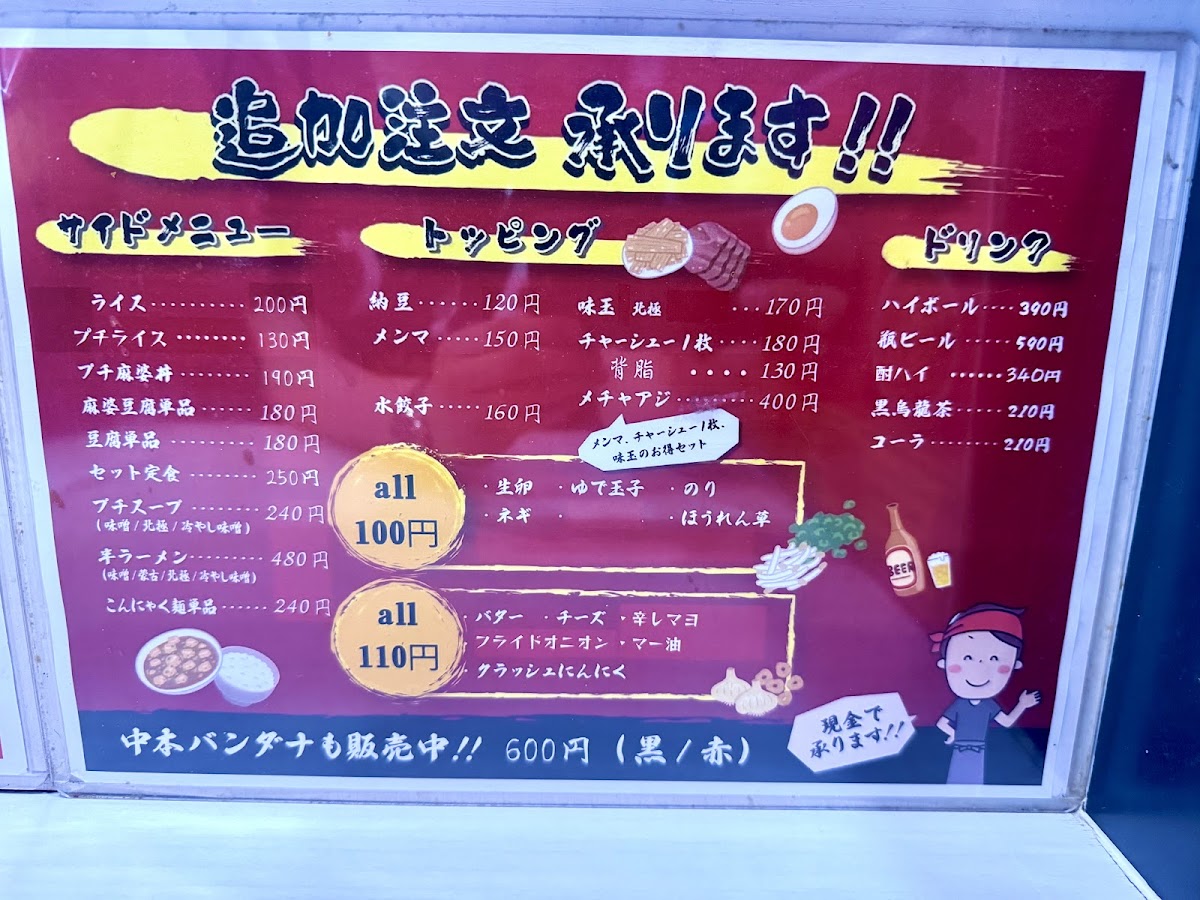 追加注文 承ります!!
サイドメニュー
ライス‥‥‥‥‥ 200円
プチライス ‥‥‥‥ 130円
プチ麻婆丼‥‥‥‥ 190円
麻婆豆腐単品‥‥‥ 180円
豆腐単品 ‥‥‥‥‥ 180円
セット定食‥‥‥‥ 250円
プチスープ‥‥‥‥ 240円
(味噌/北極/冷やし味噌)
半ラーメン‥‥‥‥ 480円
(味噌/蒙古/北極/冷やし味噌)
こんにゃく麺単品‥‥‥ 240円
トッピング
納豆‥‥‥120円
メンマ‥‥‥150円
水餃子‥‥‥160円
味玉 北極 ‥・170円
チャーシュー1枚‥‥180円
背脂 ・・・・ 130円
メチャアジ‥‥‥‥400円
メンマ、チャーシュー1枚、
味玉のお得セット
all
100円
・生卵 ・ゆで玉子 ・のり
・ネギ ・ ・ほうれん草
all
110円
・バター ・チーズ ・辛レマヨ
フライドオニオン ・マー油
・クラッシュにんにく
ドリンク
ハイボール‥‥390円
瓶ビール ‥‥‥590円
酎ハイ ‥‥‥340円
黒烏龍茶‥‥‥210円
コーラ‥‥‥‥210円
BEER
現金で
承ります!!
中本バンダナも販売中!! 600円 (黒/赤)